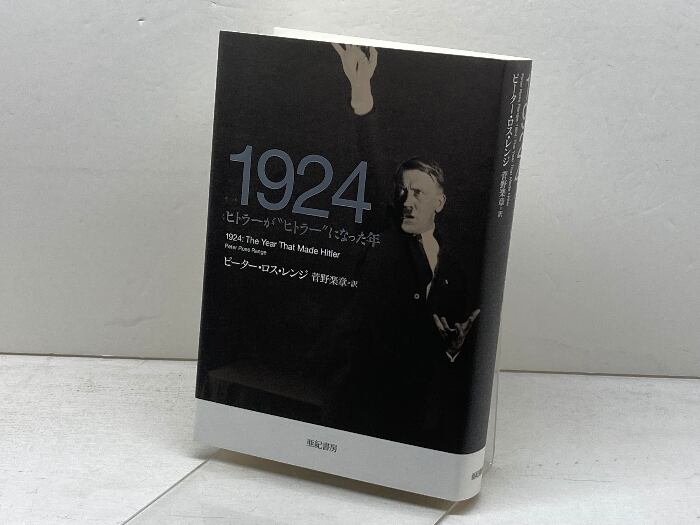 1924
ヒトラーが“ヒトラー”になった年
1924: The Year That Made Hitler
Peter Ross Range
ピーター・ロス・レンジ 菅野楽章・訳
亜紀書房
ピーター・ロス・レンジ 菅野楽章・訳